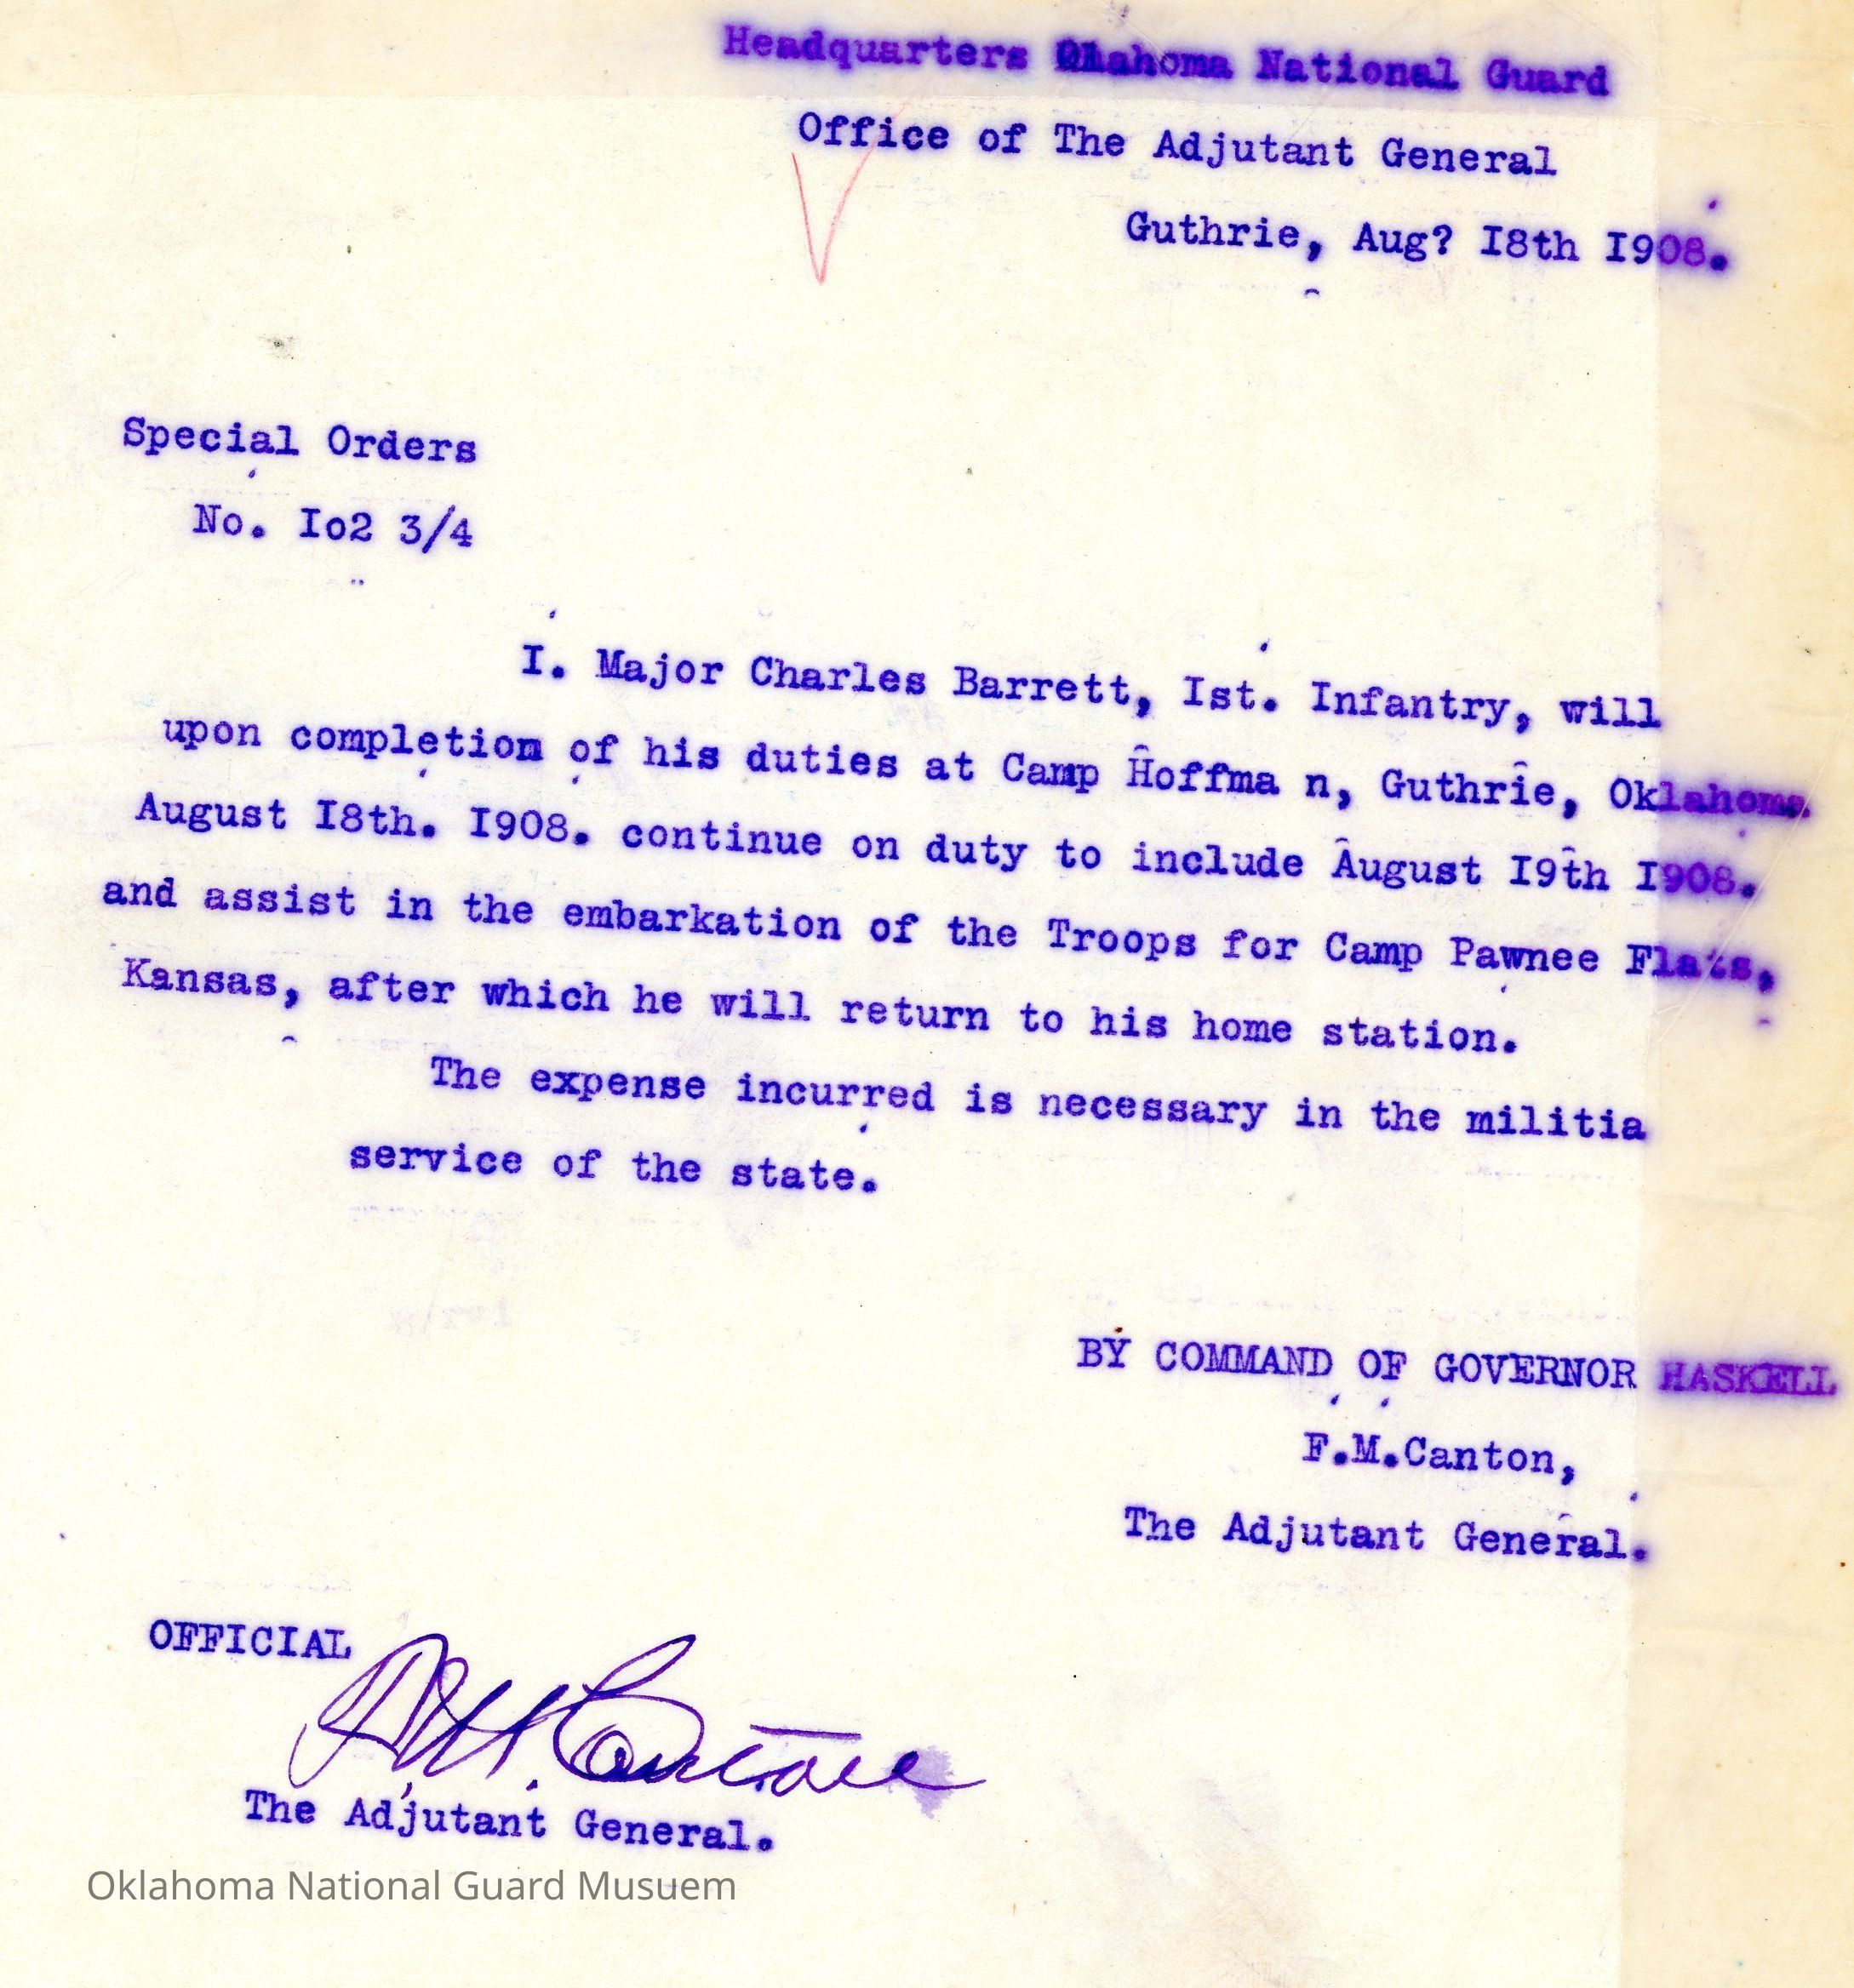 Headquarters Oklahoma National Guard
Office of The Adjutant General
Guthrie, Aug? I8th I908.
Special Orders
No. Io2 3/4
I. Major Charles Barrett, Ist. Infantry, will
upon completion of his duties at Camp Hoffma n, Guthrie, Oklahoma
August I8th. I908. continue on duty to include August I9th I908.
and assist in the embarkation of the Troops for Camp Pawnee Flats,
Kansas, after which he will return to his home station.
The expense incurred is necessary in the militia
service of the state.
BY COMMAND OF GOVERNOR HASKELL
F.M.Canton,
The Adjutant General.
OFFICIAL
The Adjutant General.
Oklahoma National Guard Musuem